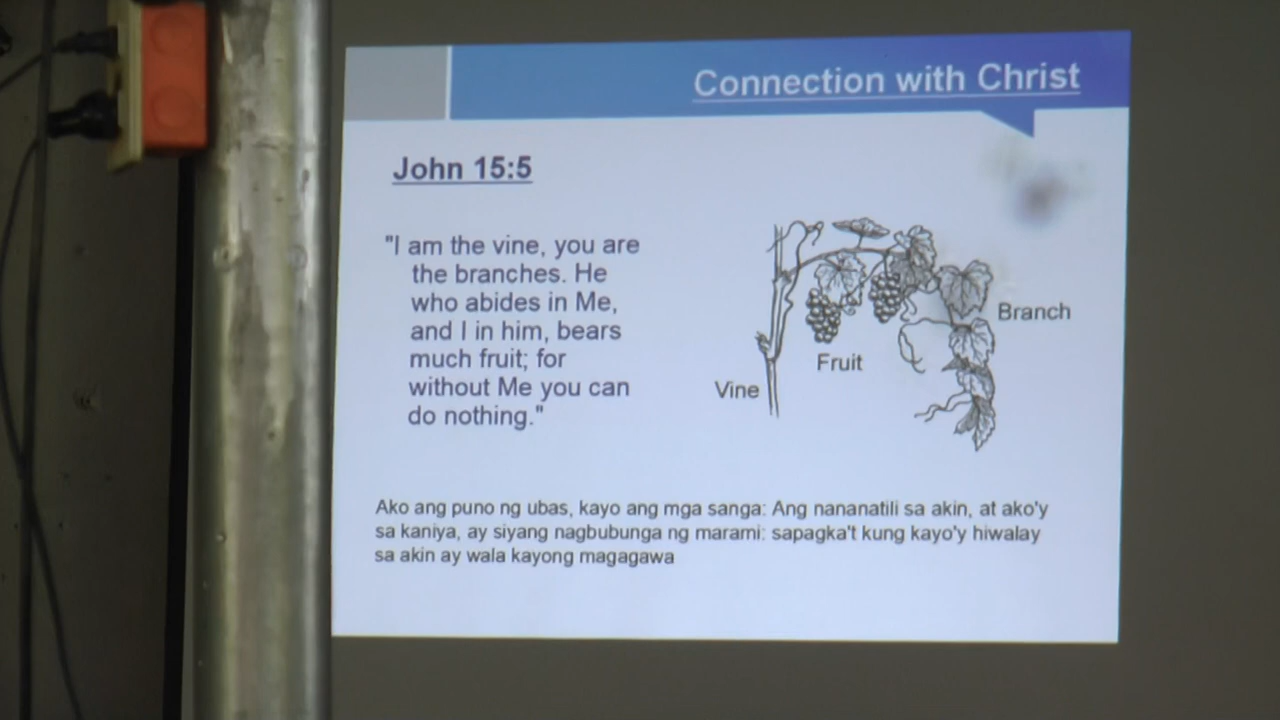 Connection with Christ
John 15:5
"I am the vine, you are
the branches. He
who abides in Me,
and I in him, bears
much fruit; for
without Me you can
do nothing."
Vine
Fruit
Branch
Ako ang puno ng ubas, kayo ang mga sanga: Ang nananatili sa akin, at ako'y
sa kaniya, ay siyang nagbubunga ng marami: sapagka't kung kayo'y hiwalay
sa akin ay wala kayong magagawa